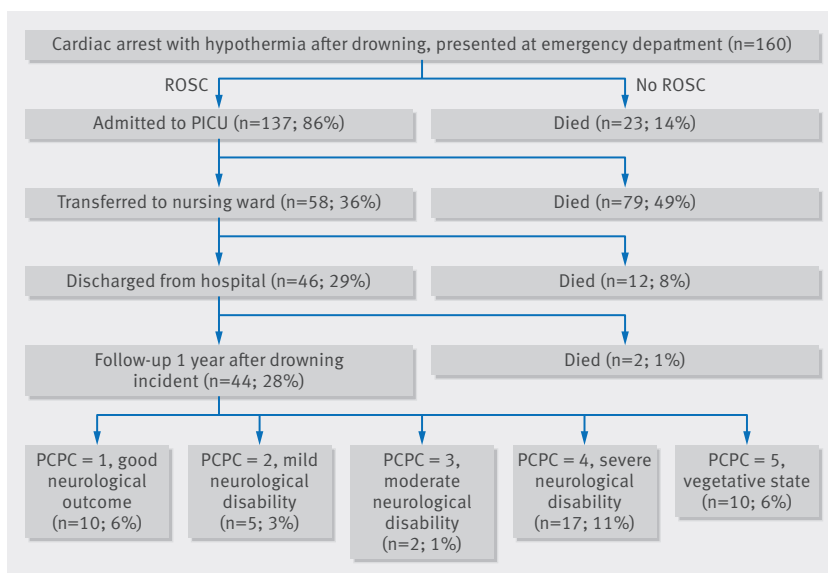 Cardiac arrest with hypothermia after drowning, presented at emergency department (n=160)
ROSC
No ROSC
Admitted to PICU (n=137; 86%)
Died (n=23; 14%)
Transferred to nursing ward (n=58; 36%)
Died (n=79; 49%)
Discharged from hospital (n=46; 29%)
Died (n=12; 8%)
Follow-up 1 year after drowning
incident (n=44; 28%)
Died (n=2; 1%)
PCPC = 1, good
neurological
outcome
(n=10; 6%)
PCPC = 2, mild
neurological
disability
(n=5; 3%)
PCPC = 3,
moderate
neurological
disability
(n=2; 1%)
PCPC = 4, severe
neurological
disability
(n=17; 11%)
PCPC = 5,
vegetative state
(n=10; 6%)